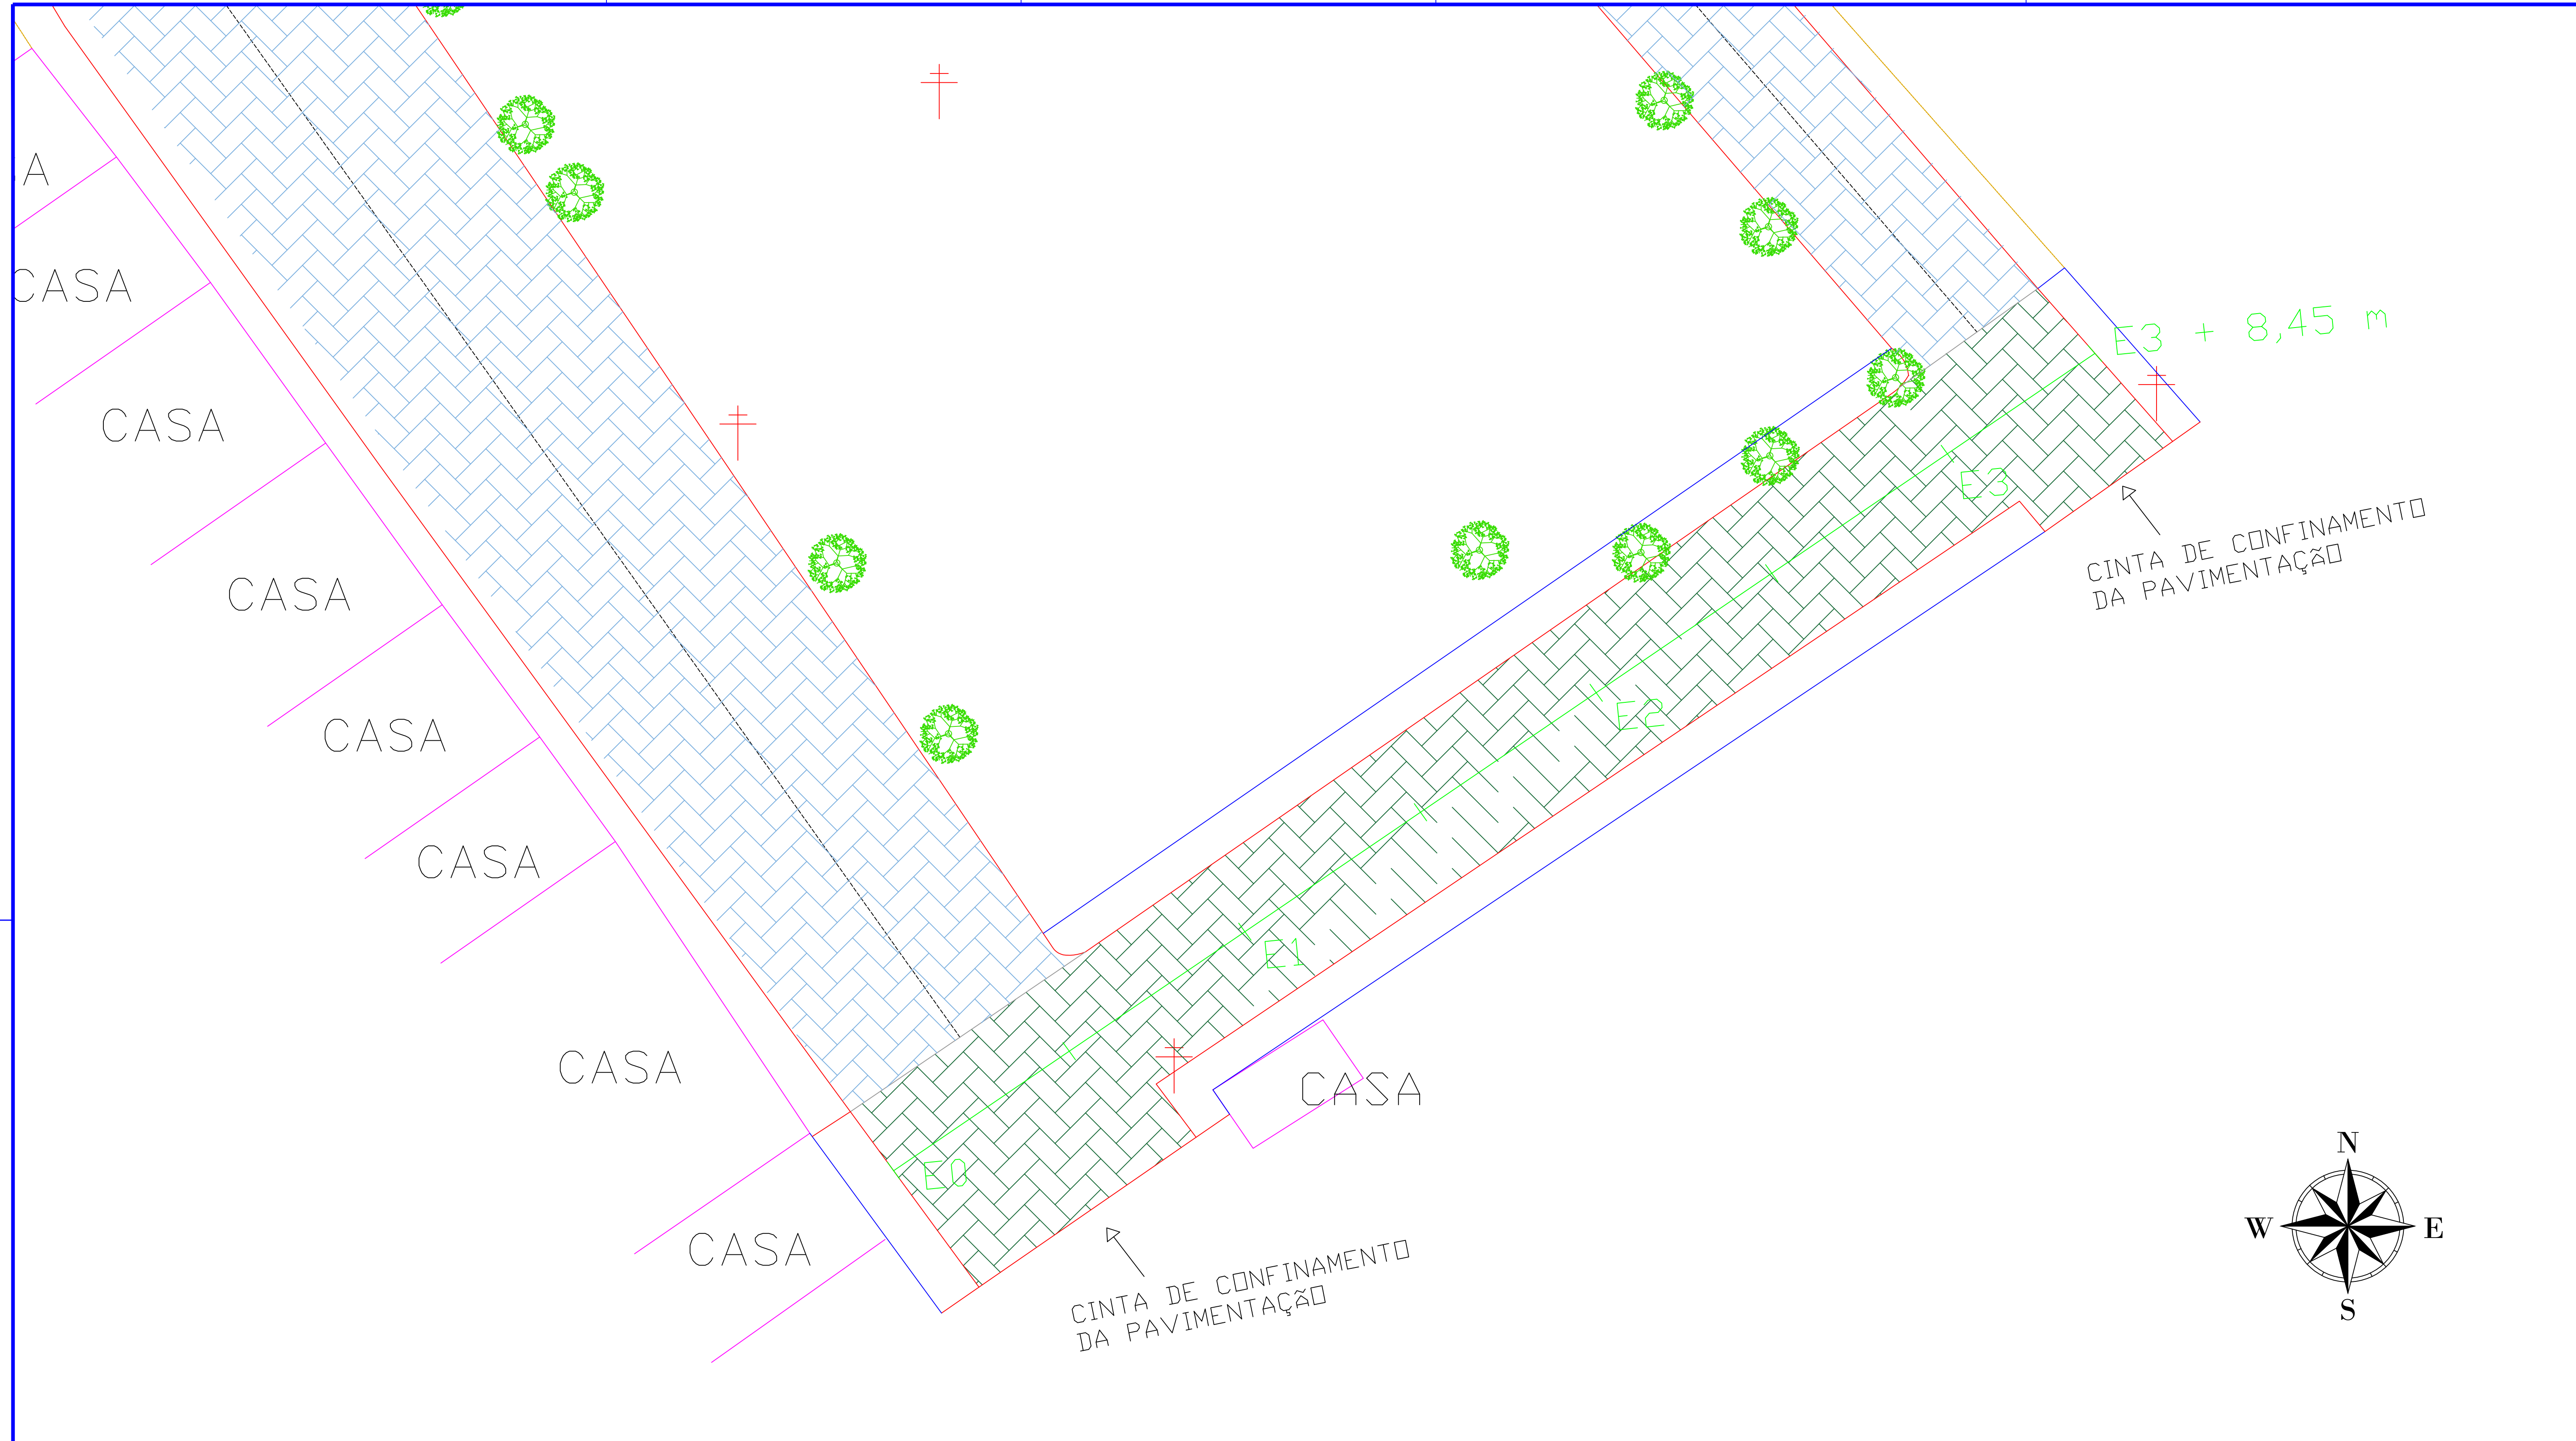 A
CASA
E3 + 8,45 m
CASA
E3
CINTA DE CONFINAMENTO
DA PAVIMENTAÇÃO
CASA
E2
CASA
CASA
E1
CASA
CASA
E0
CASA
CINTA DE CONFINAMENTO
DA PAVIMENTAÇÃO
N
W
E
S